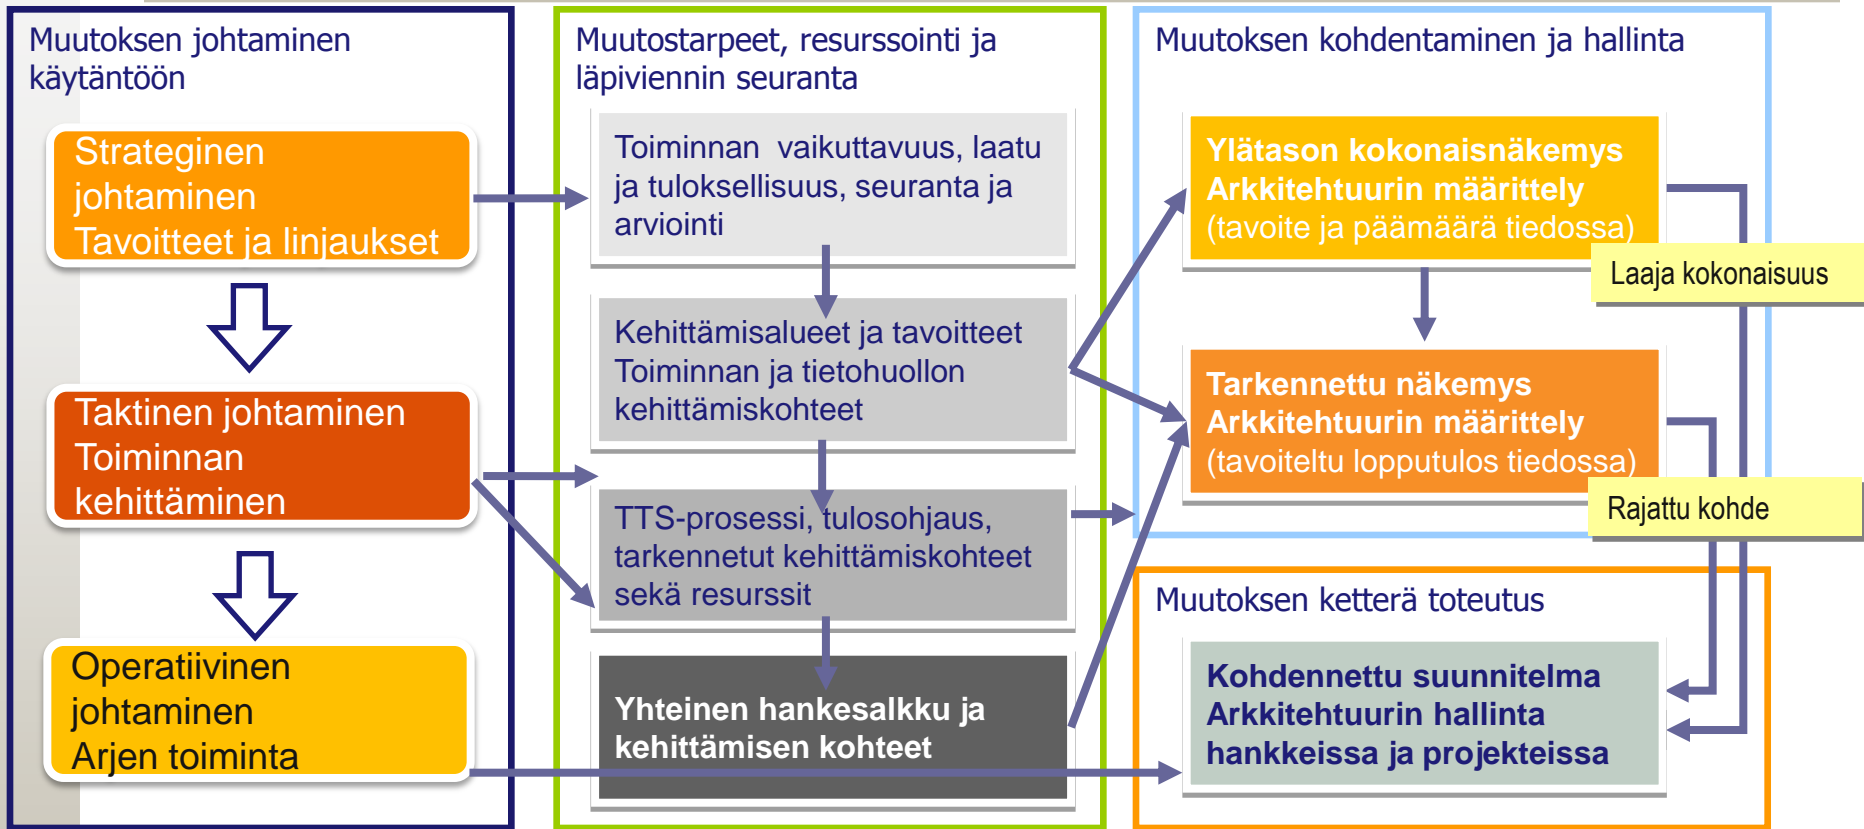 Muutoksen johtaminen
käytäntöön
Strateginen
johtaminen
Tavoitteet ja linjaukset
Taktinen johtaminen
Toiminnan
kehittäminen
Operatiivinen
johtaminen
Arjen toiminta
Muutostarpeet, resurssointi ja
läpiviennin seuranta
Toiminnan vaikuttavuus, laatu
ja tuloksellisuus, seuranta ja
arviointi
Kehittämisalueet ja tavoitteet
Toiminnan ja tietohuollon
kehittämiskohteet
TTS-prosessi, tulosohjaus,
tarkennetut kehittämiskohteet
sekä resurssit
Yhteinen hankesalkku ja
kehittämisen kohteet
Muutoksen kohdentaminen ja hallinta
Ylätason kokonaisnäkemys
Arkkitehtuurin määrittely
(tavoite ja päämäärä tiedossa)
Laaja kokonaisuus
Tarkennettu näkemys
Arkkitehtuurin määrittely
(tavoiteltu lopputulos tiedossa)
Rajattu kohde
Muutoksen ketterä toteutus
Kohdennettu suunnitelma
Arkkitehtuurin hallinta
hankkeissa ja projekteissa